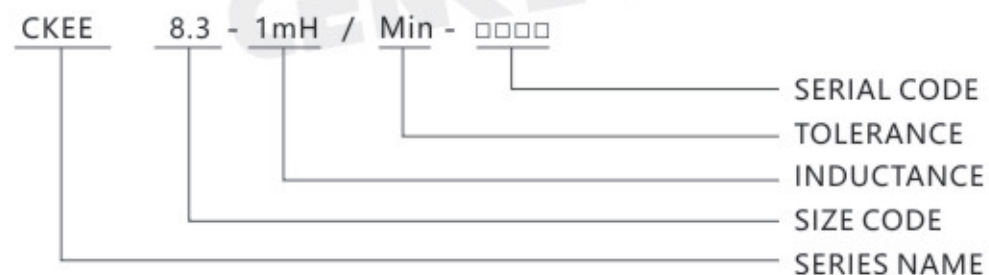 CKEE 8.3 - 1mH / Min - □□□□
SERIAL CODE
TOLERANCE
INDUCTANCE
SIZE CODE
SERIES NAME